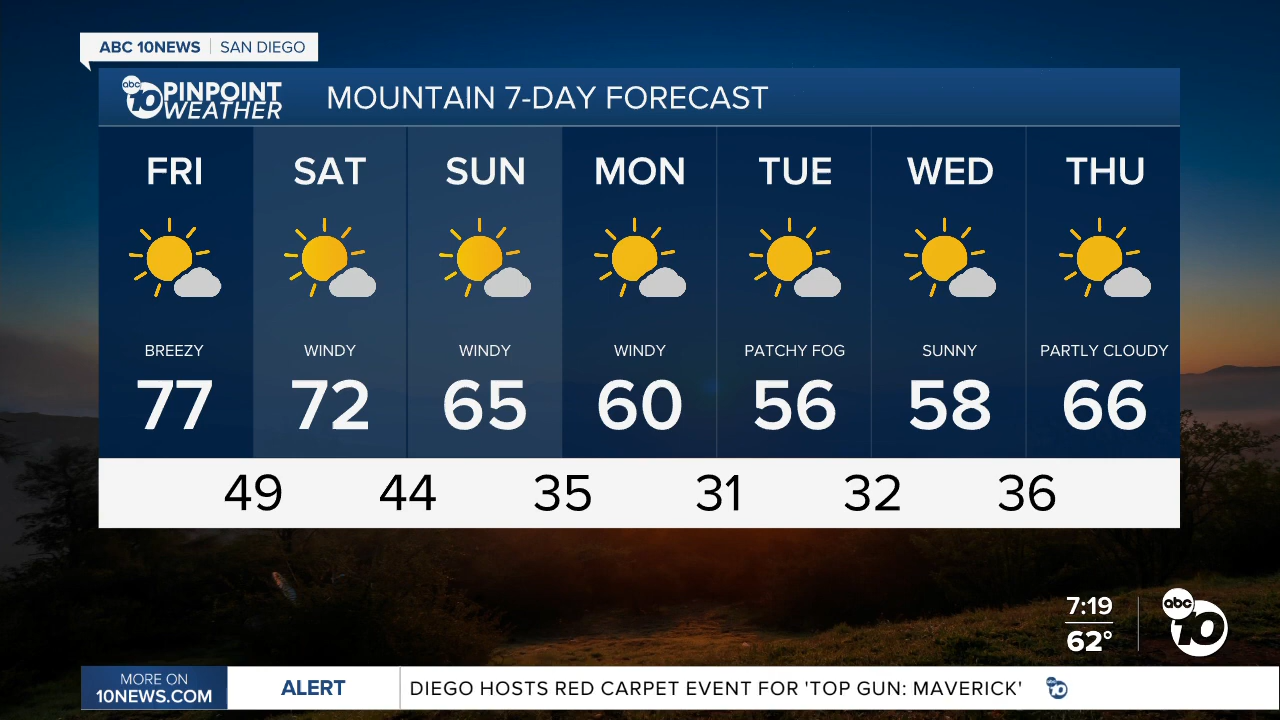 ABC 10NEWS | SAN DIEGO
abc 10 PINPOINT WEATHER
MOUNTAIN 7-DAY FORECAST
FRI SAT SUN MON TUE WED THU
BREEZY WINDY WINDY WINDY PATCHY FOG SUNNY PARTLY CLOUDY
77 72 65 60 56 58 66
49 44 35 31 32 36
7:19
62°
abc 10
MORE ON
10NEWS.COM
ALERT
DIEGO HOSTS RED CARPET EVENT FOR 'TOP GUN: MAVERICK'
abc 10